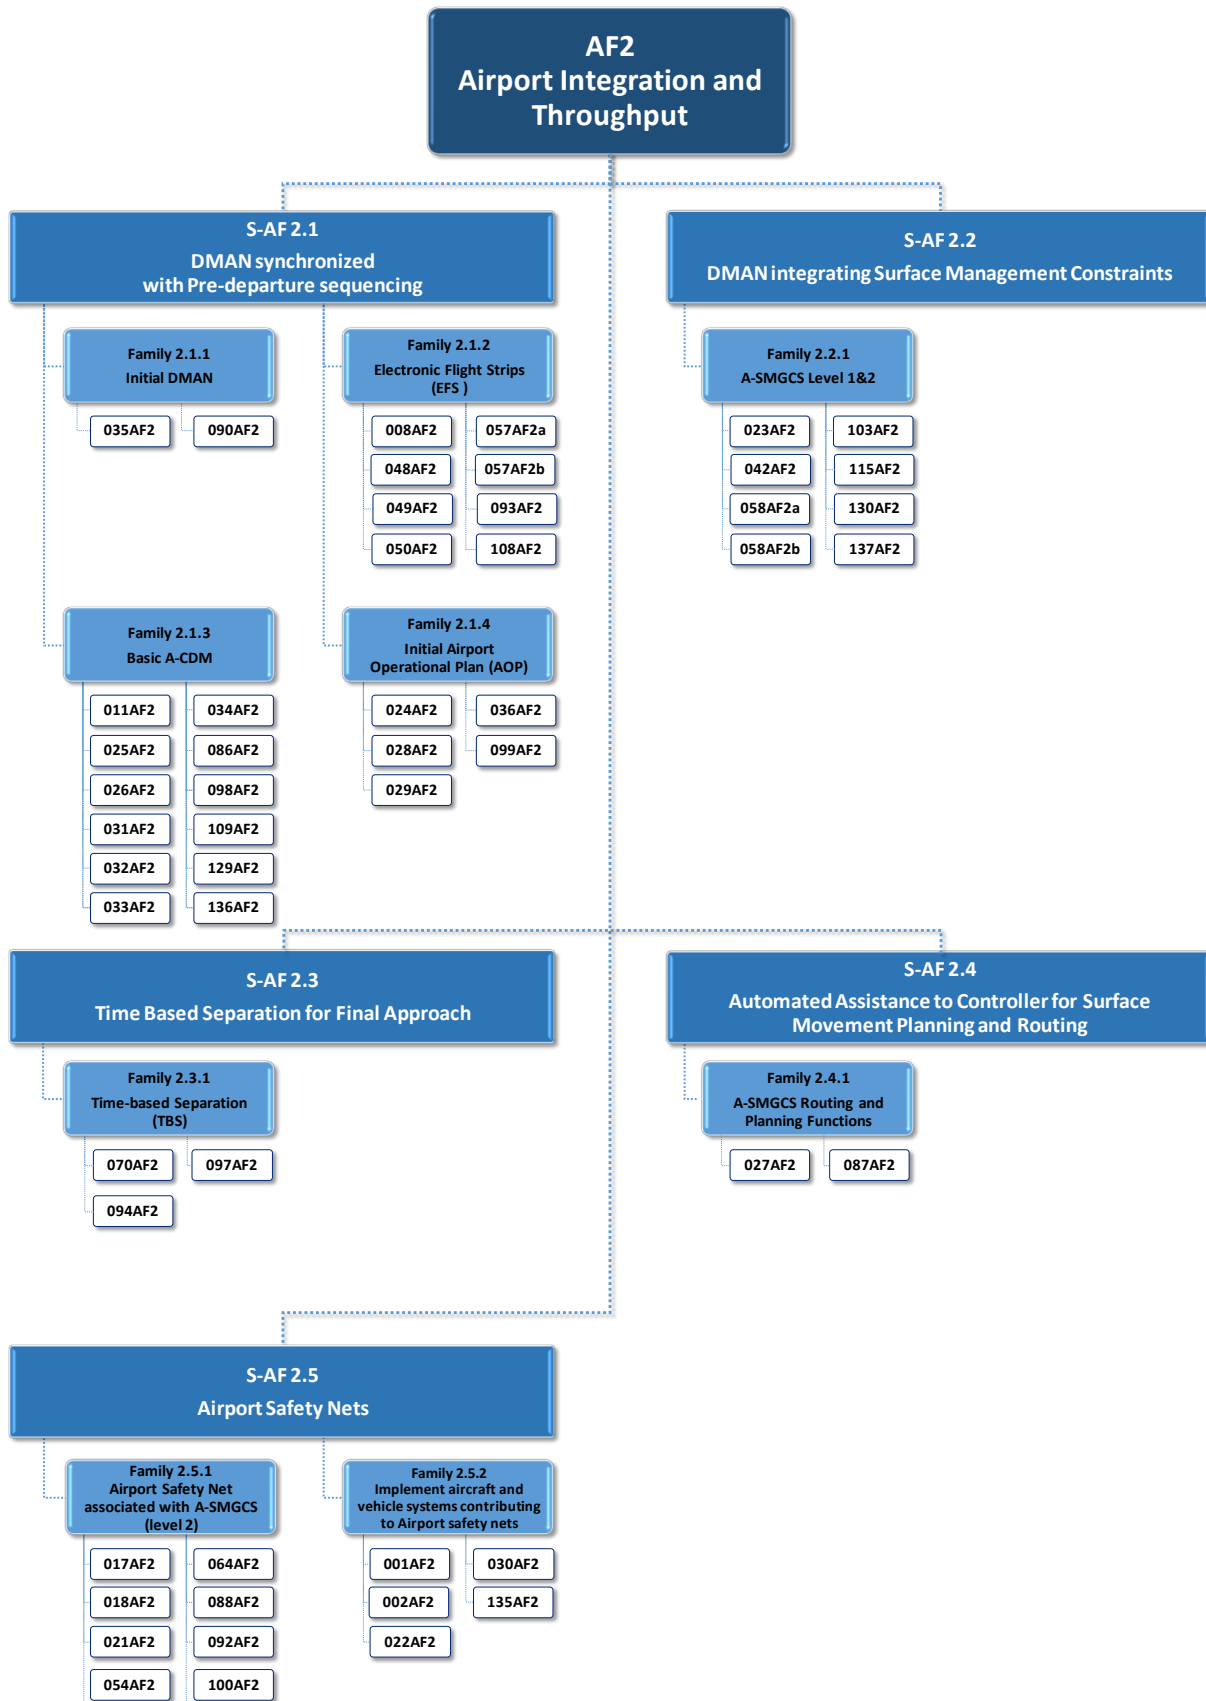 AF2
Airport Integration and
Throughput
S-AF 2.1
DMAN synchronized
with Pre-departure sequencing
S-AF 2.2
DMAN integrating Surface Management Constraints
Family 2.1.1
Initial DMAN
035AF2
090AF2
Family 2.1.2
Electronic Flight Strips
(EFS )
008AF2
057AF2a
048AF2
057AF2b
049AF2
093AF2
050AF2
108AF2
Family 2.2.1
A-SMGCS Level 1&2
023AF2
103AF2
042AF2
115AF2
058AF2a
130AF2
058AF2b
137AF2
Family 2.1.3
Basic A-CDM
011AF2
034AF2
025AF2
086AF2
026AF2
098AF2
031AF2
109AF2
032AF2
129AF2
033AF2
136AF2
Family 2.1.4
Initial Airport
Operational Plan (AOP)
024AF2
036AF2
028AF2
099AF2
029AF2
S-AF 2.3
Time Based Separation for Final Approach
S-AF 2.4
Automated Assistance to Controller for Surface
Movement Planning and Routing
Family 2.3.1
Time-based Separation
(TBS)
070AF2
097AF2
094AF2
Family 2.4.1
A-SMGCS Routing and
Planning Functions
027AF2
087AF2
S-AF 2.5
Airport Safety Nets
Family 2.5.1
Airport Safety Net
associated with A-SMGCS
(level 2)
017AF2
064AF2
018AF2
088AF2
021AF2
092AF2
054AF2
100AF2
Family 2.5.2
Implement aircraft and
vehicle systems contributing
to Airport safety nets
001AF2
030AF2
002AF2
135AF2
022AF2